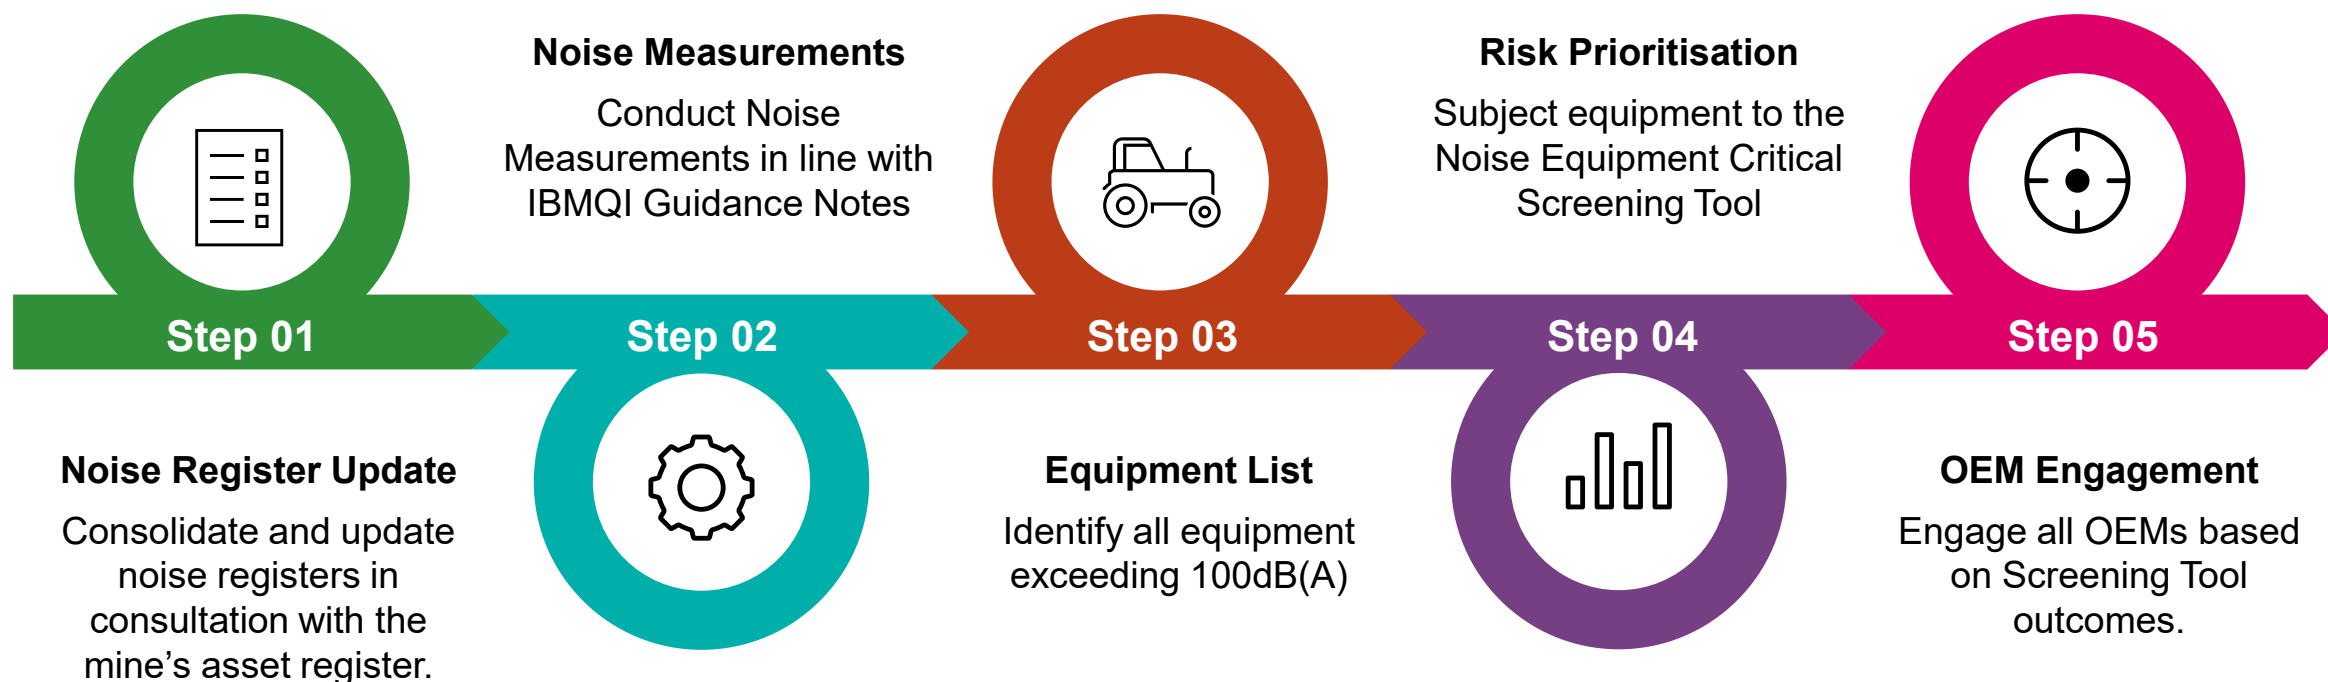 Step 01
Noise Register Update
Consolidate and update
noise registers in
consultation with the
mine’s asset register.
Noise Measurements
Conduct Noise
Measurements in line with
IBMQI Guidance Notes
Step 02
Step 03
Equipment List
Identify all equipment
exceeding 100dB(A)
Risk Prioritisation
Subject equipment to the
Noise Equipment Critical
Screening Tool
Step 04
Step 05
OEM Engagement
Engage all OEMs based
on Screening Tool
outcomes.